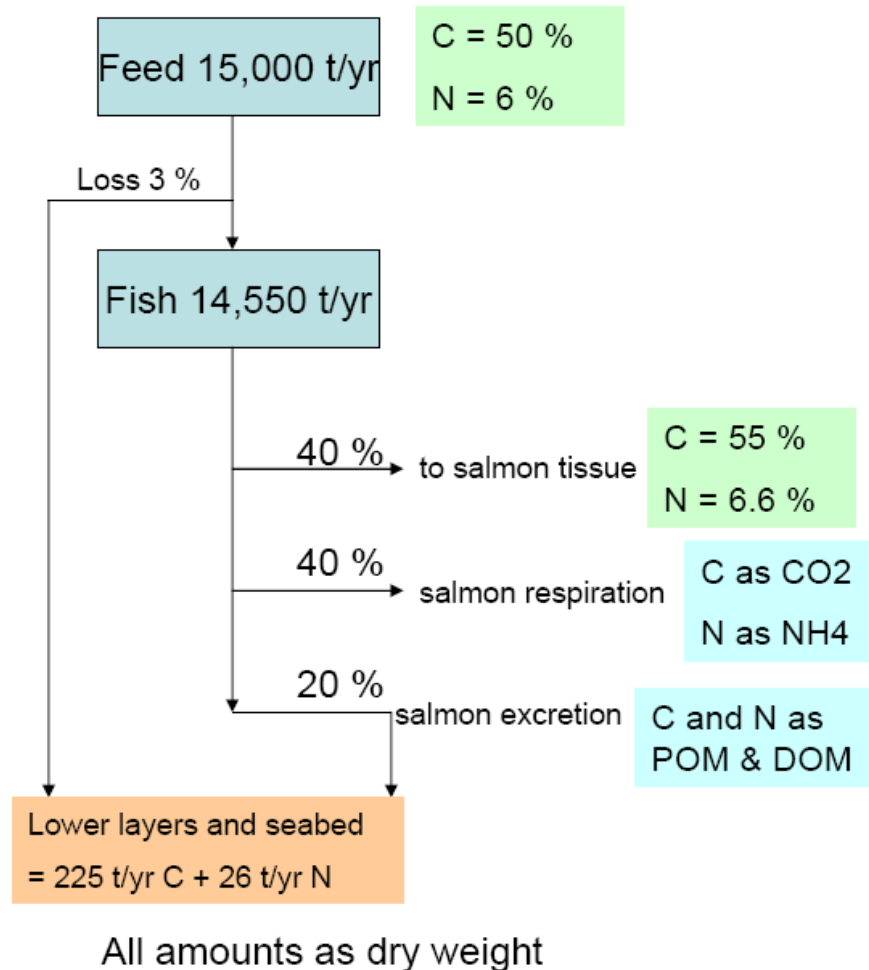 Feed 15,000 t/yr
C = 50 %
N = 6 %
Loss 3 %
Fish 14,550 t/yr
40 %
to salmon tissue
C = 55 %
N = 6.6 %
40 %
salmon respiration
C as CO2
N as NH4
20 %
salmon excretion
C and N as
POM & DOM
Lower layers and seabed
= 225 t/yr C + 26 t/yr N
All amounts as dry weight